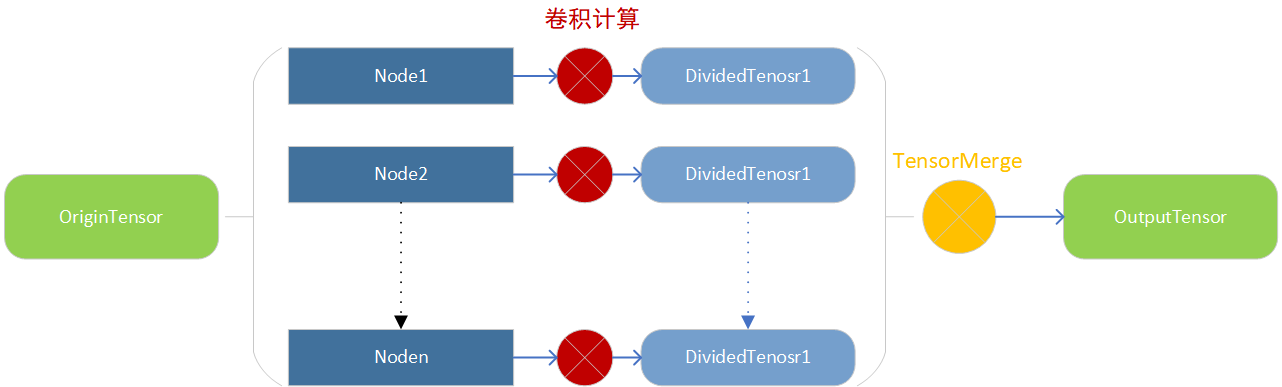 卷积计算
Node1
DividedTenosr1
TensorMerge
Node2
DividedTenosr1
OriginTensor
OutputTensor
Noden
DividedTenosr1